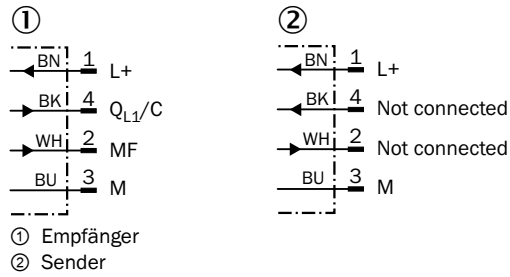 ①
BN 1 L+
BK 4 QL1/C
WH 2 MF
BU 3 M
②
BN 1 L+
BK 4 Not connected
WH 2 Not connected
BU 3 M
① Empfänger
② Sender